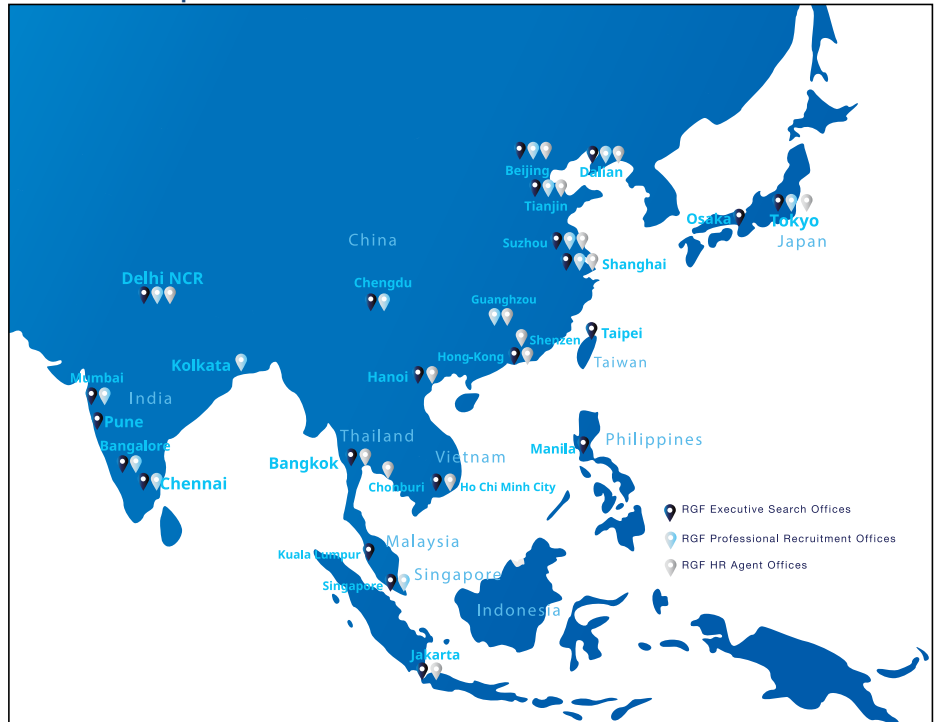 Beijing
Dalian
Tianjin
Osaka
Tokyo
Japan
China
Suzhou
Shanghai
Delhi NCR
Chengdu
Guanghzou
Shenzen
Taipei
Hong-Kong
Taiwan
Kolkata
Hanoi
Mumbai
India
Pune
Thailand
Philippines
Bangalore
Vietnam
Manila
Bangkok
Chennai
Chonburi
Ho Chi Minh City
RGF Executive Search Offices
RGF Professional Recruitment Offices
RGF HR Agent Offices
Malaysia
Kuala Lumpur
Singapore
Singapore
Indonesia
Jakarta